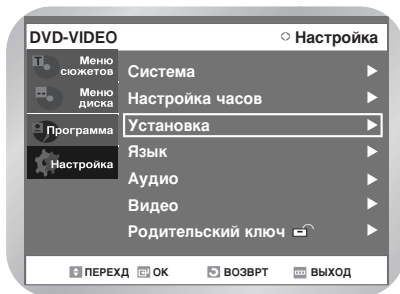 DVD-VIDEO Настройка
Меню сюжетов
Меню диска
Программа
Настройка
Система
Настройка часов
Установка
Язык
Аудио
Видео
Родительский ключ
ПЕРЕХД ОК ВОЗВРТ ВЫХОД